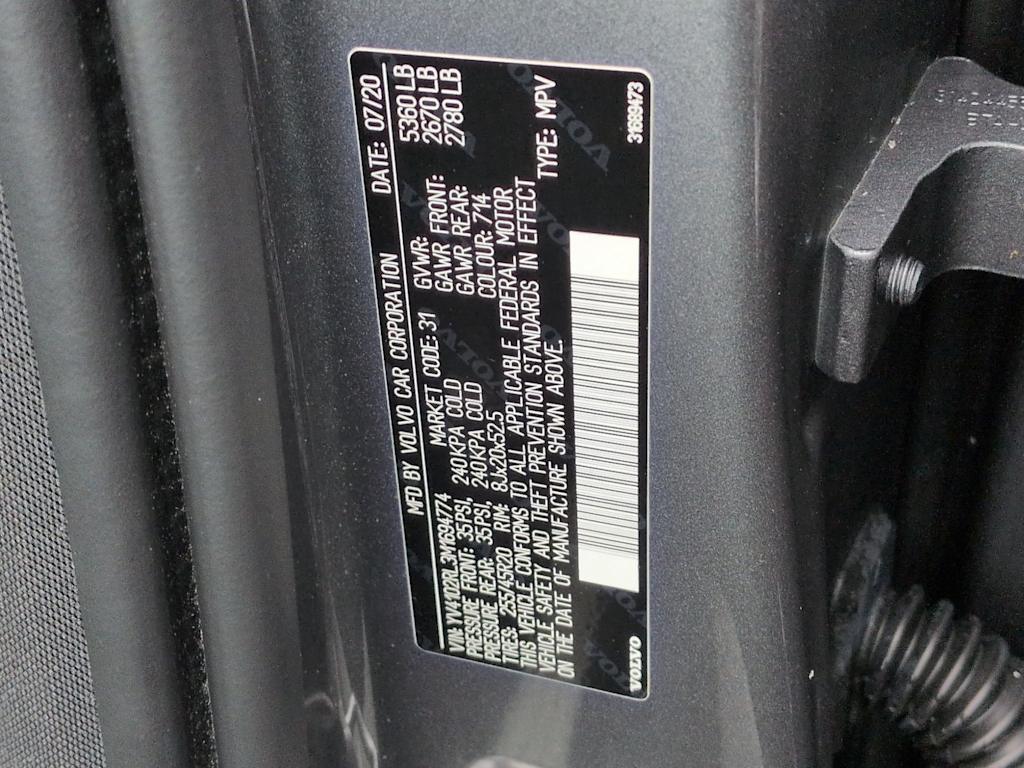 MFD BY VOLVO CAR CORPORATION DATE: 07/20
MARKET CODE: 31 GVWR: 5360 LB
VIN: YV4102RL3M1694774 GAWR FRONT: 2670 LB
PRESSURE FRONT: 35PSI, 240KPA COLD GAWR REAR: 2780 LB
PRESSURE REAR: 35PSI, 240KPA COLD COLOUR: 714
TIRE: 255/45R20 RIM: 8Jx20x52.5
THIS VEHICLE CONFORMS TO ALL APPLICABLE FEDERAL MOTOR
VEHICLE SAFETY AND THEFT PREVENTION STANDARDS IN EFFECT
ON THE DATE OF MANUFACTURE SHOWN ABOVE. TYPE: MPV
VOLVO 31689473